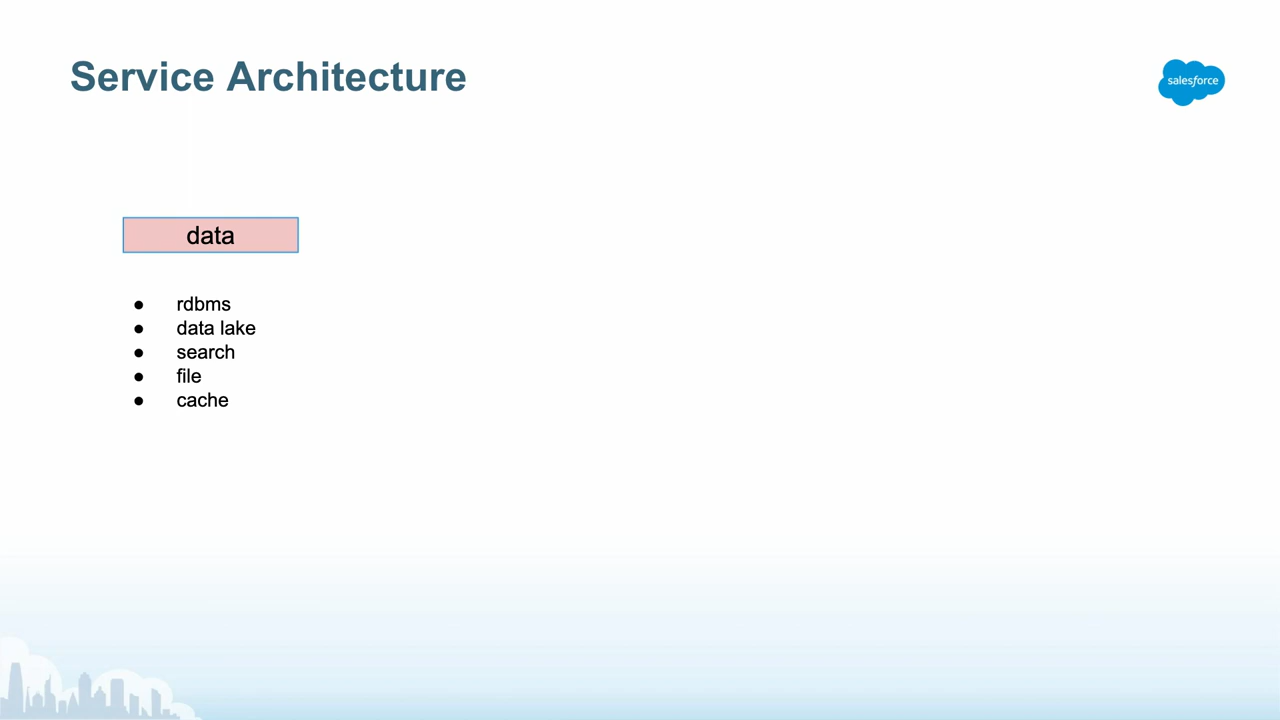 Service Architecture
salesforce
data
● rdbms
● data lake
● search
● file
● cache